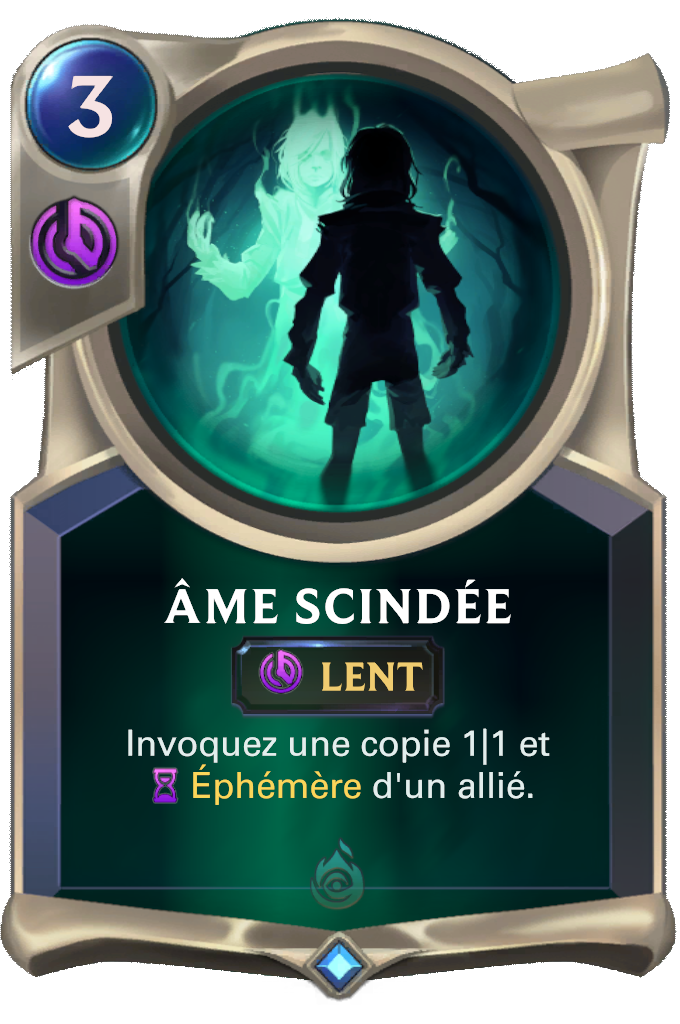 3
ÂME SCINDÉE
LENT
Invoquez une copie 1|1 et
Éphémère d'un allié.